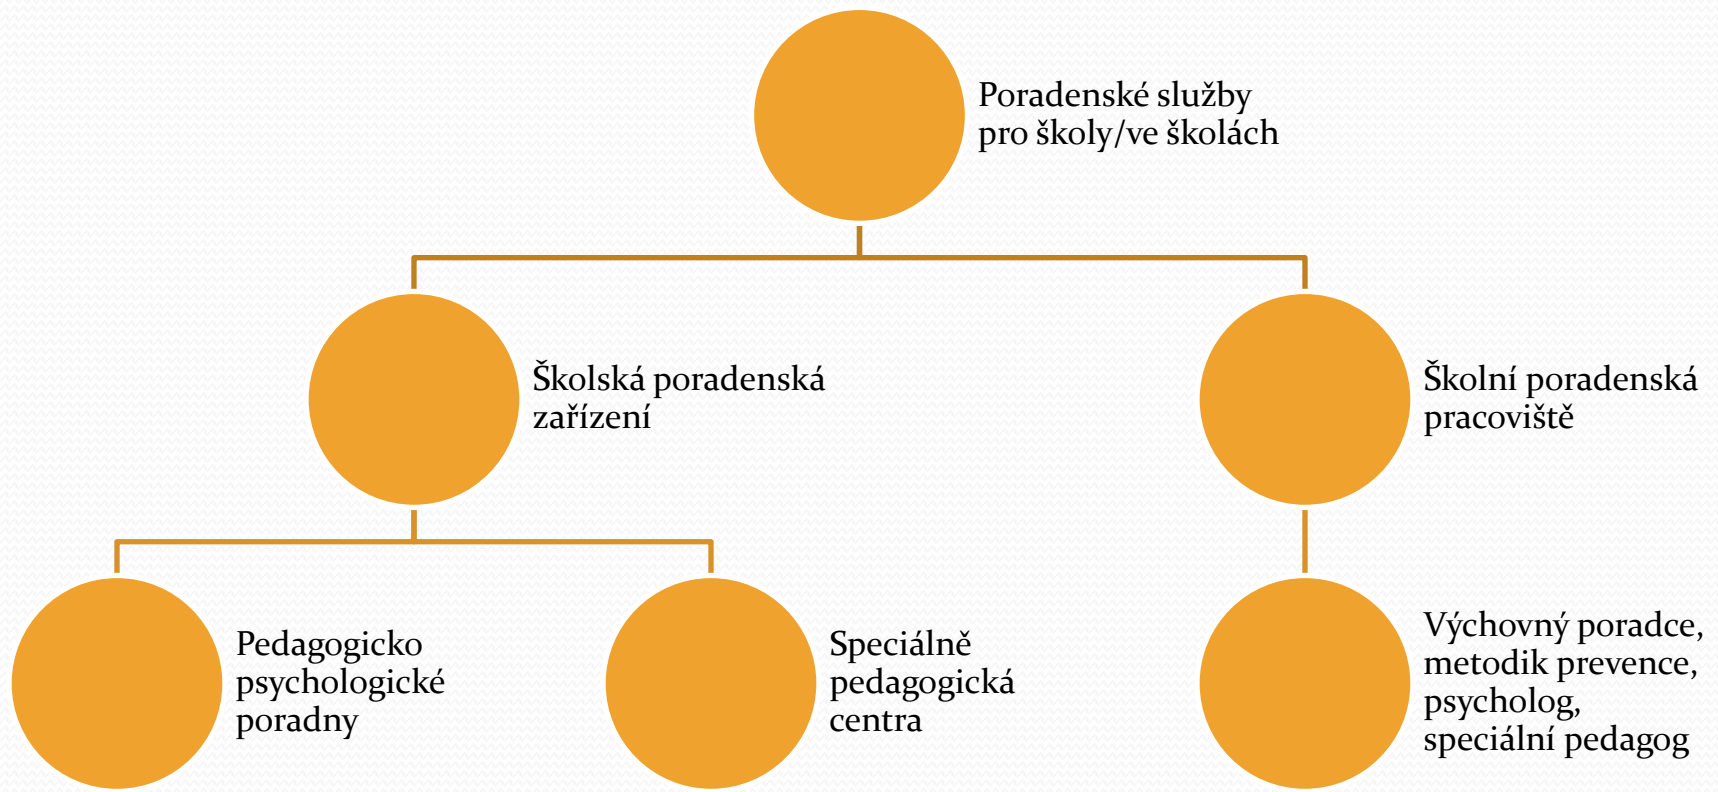 Poradenské služby
pro školy/ve školách
Školská poradenská
zařízení
Školní poradenská
pracoviště
Pedagogicko
psychologické
poradny
Speciálně
pedagogická
centra
Výchovný poradce,
metodik prevence,
psycholog,
speciální pedagog